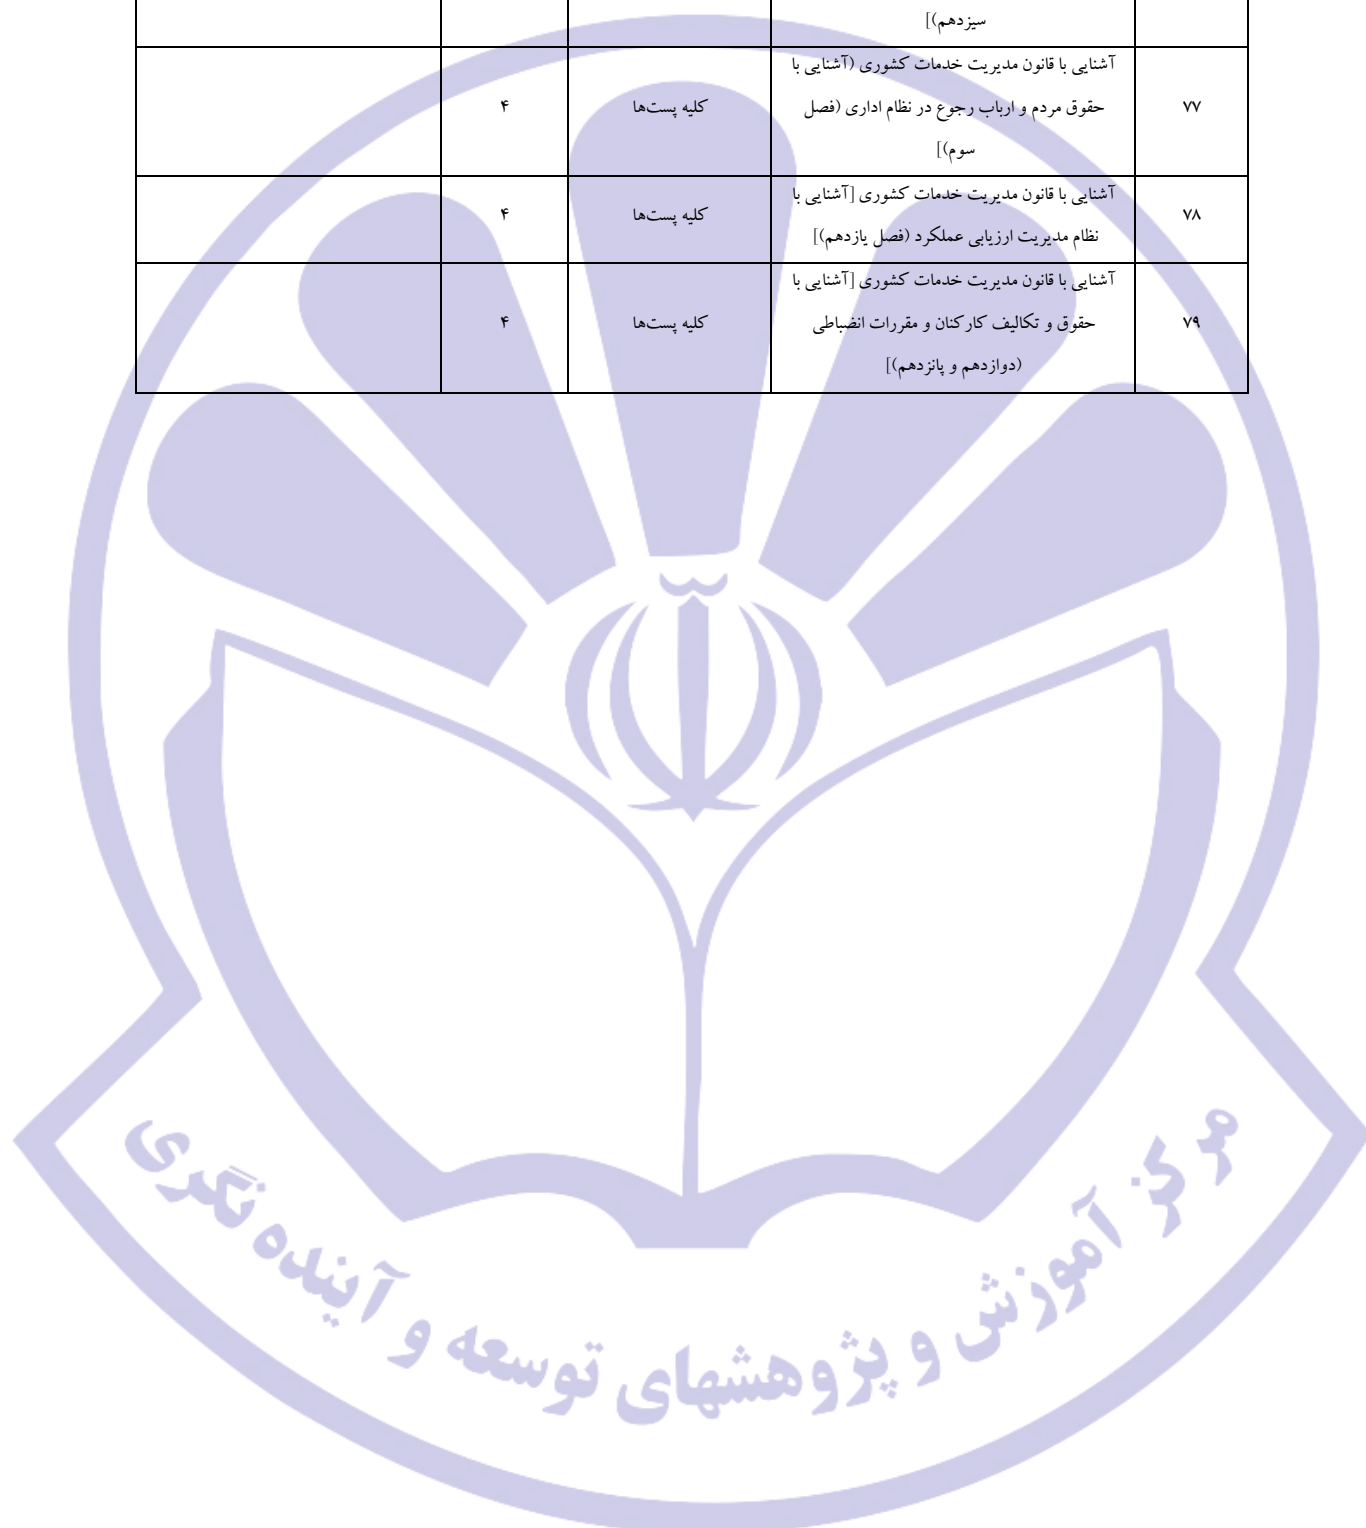 سیزدهم)]
آشنایی با قانون مدیریت خدمات کشوری (آشنایی با
حقوق مردم و ارباب رجوع در نظام اداری (فصل
سوم)]
۷۷
کلیه پست‌ها
۴
آشنایی با قانون مدیریت خدمات کشوری [آشنایی با
نظام مدیریت ارزیابی عملکرد (فصل یازدهم)]
۷۸
کلیه پست‌ها
۴
آشنایی با قانون مدیریت خدمات کشوری [آشنایی با
حقوق و تکالیف کارکنان و مقررات انضباطی
(دوازدهم و پانزدهم)]
۷۹
کلیه پست‌ها
۴
مرکز آموزش و پژوهشهای توسعه و آینده نگری